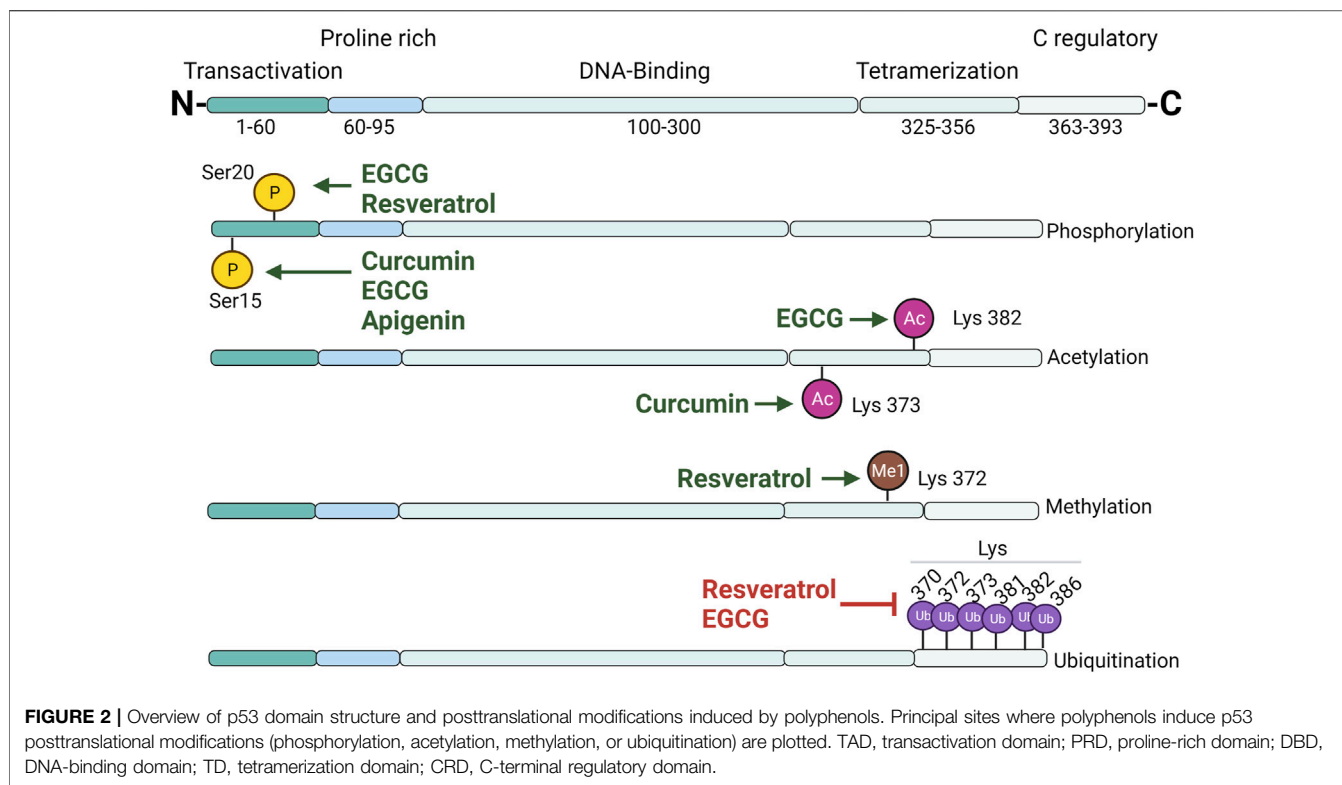 Proline rich
C regulatory
Transactivation
DNA-Binding
Tetramerization
N-
-C
1-60
60-95
100-300
325-356
363-393
Ser20
P
EGCG
Resveratrol
Phosphorylation
P
Ser15
Curcumin
EGCG
Apigenin
EGCG
Ac
Lys 382
Acetylation
Curcumin
Ac
Lys 373
Resveratrol
Me1
Lys 372
Methylation
Lys
370 372 373 381 382 386
Resveratrol
EGCG
Ub Ub Ub Ub Ub Ub
Ubiquitination
FIGURE 2 | Overview of p53 domain structure and posttranslational modifications induced by polyphenols. Principal sites where polyphenols induce p53
posttranslational modifications (phosphorylation, acetylation, methylation, or ubiquitination) are plotted. TAD, transactivation domain; PRD, proline-rich domain; DBD,
DNA-binding domain; TD, tetramerization domain; CRD, C-terminal regulatory domain.